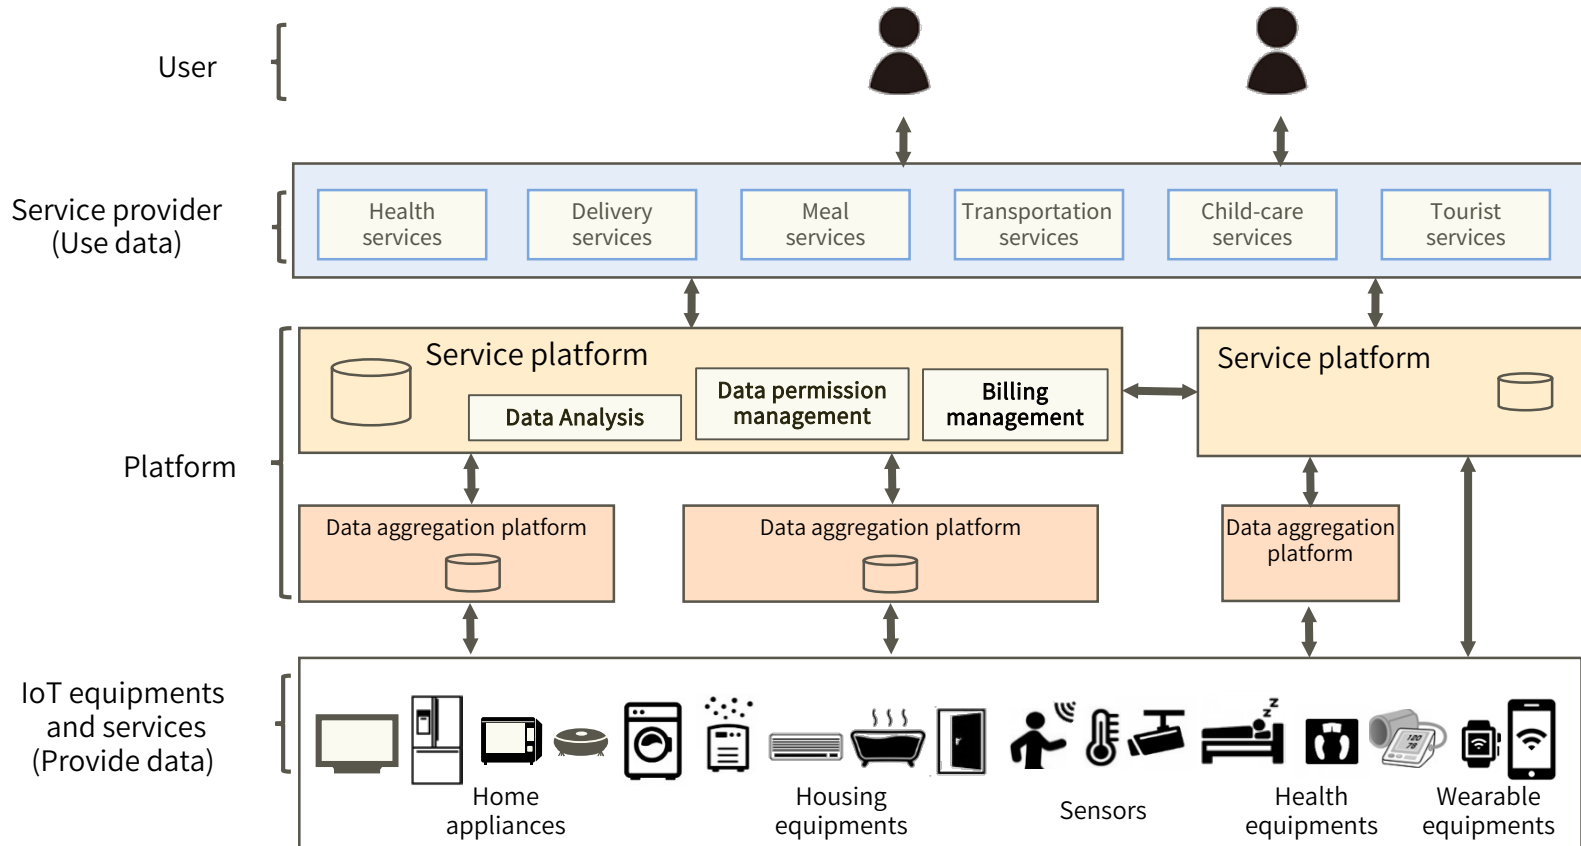 User
Service provider
(Use data)
Health
services
Delivery
services
Meal
services
Transportation
services
Child-care
services
Tourist
services
Platform
Service platform
Data Analysis
Data permission
management
Billing
management
Service platform
Data aggregation platform
Data aggregation platform
Data aggregation
platform
IoT equipments
and services
(Provide data)
z
z
120
78
Home
appliances
Housing
equipments
Sensors
Health
equipments
Wearable
equipments